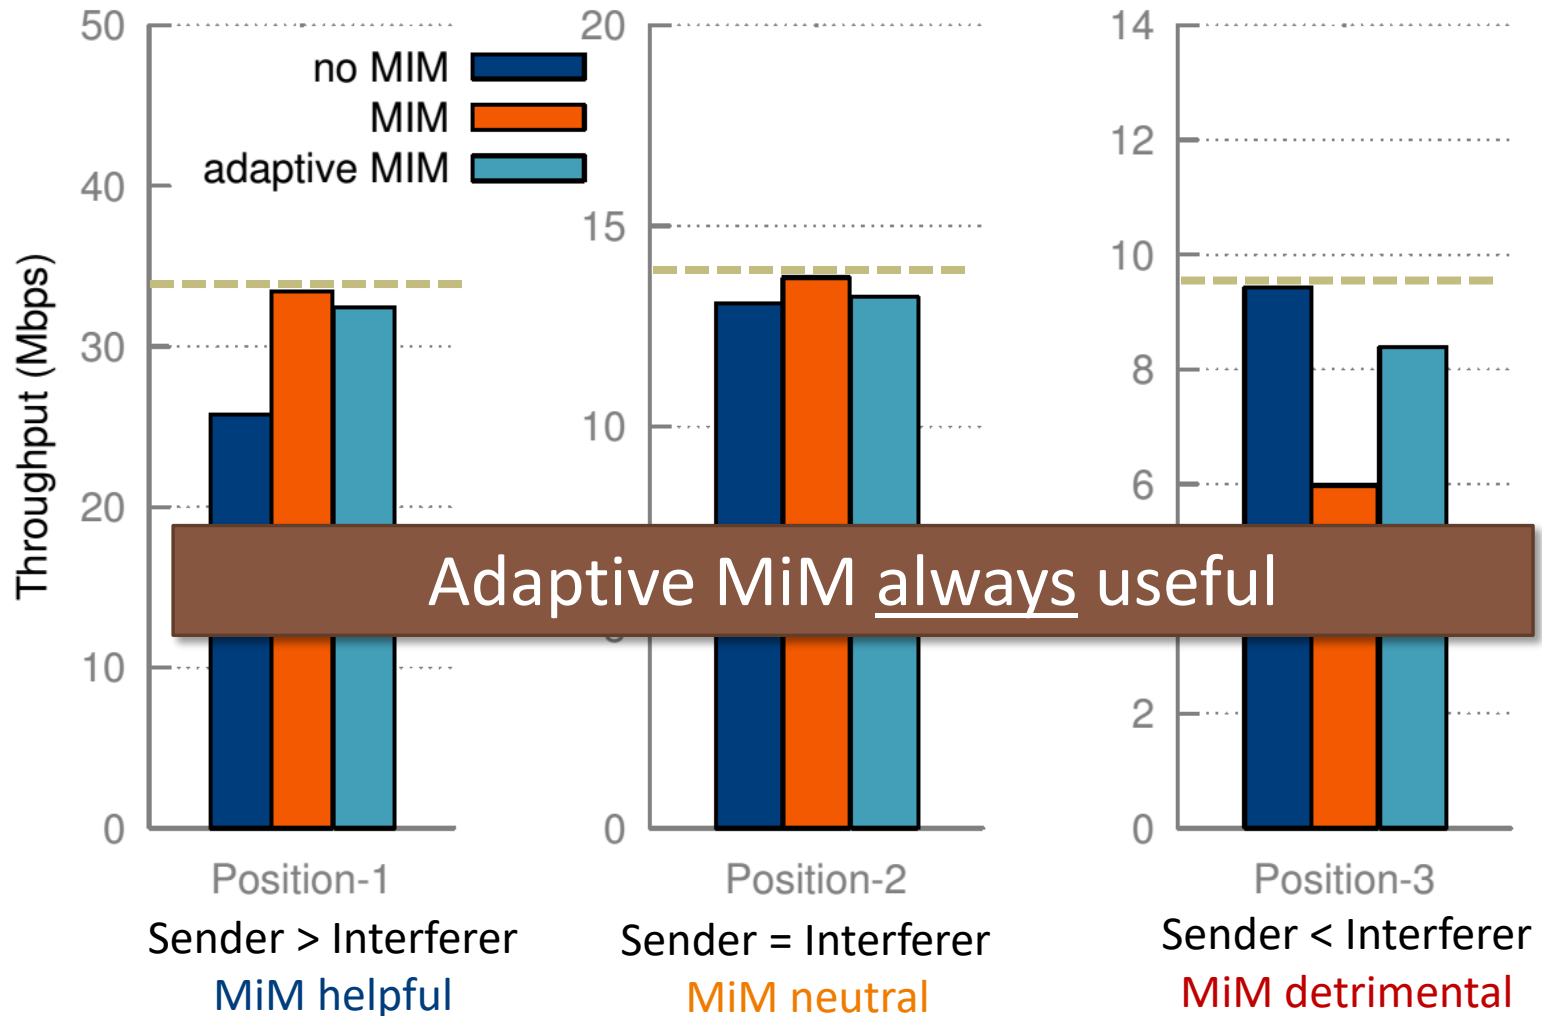 no MIM
MIM
adaptive MIM
Throughput (Mbps)
50
40
30
20
10
0
Position-1
Sender > Interferer
MiM helpful
20
15
10
0
Position-2
Sender = Interferer
MiM neutral
14
12
10
8
6
2
0
Position-3
Sender < Interferer
MiM detrimental
Adaptive MiM always useful